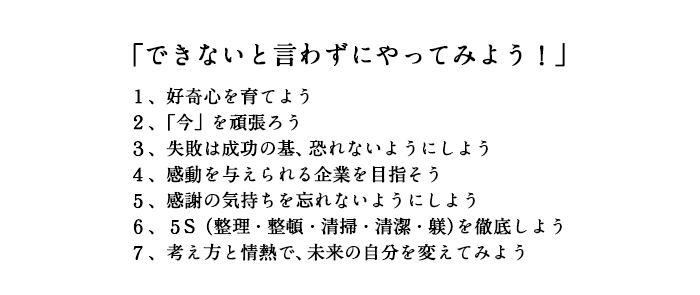 「できないと言わずにやってみよう！」
１、好奇心を育てよう
２、「今」を頑張ろう
３、失敗は成功の基、恐れないようにしよう
４、感動を与えられる企業を目指そう
５、感謝の気持ちを忘れないようにしよう
６、５Ｓ（整理・整頓・清掃・清潔・躾）を徹底しよう
７、考え方と情熱で、未来の自分を変えてみよう